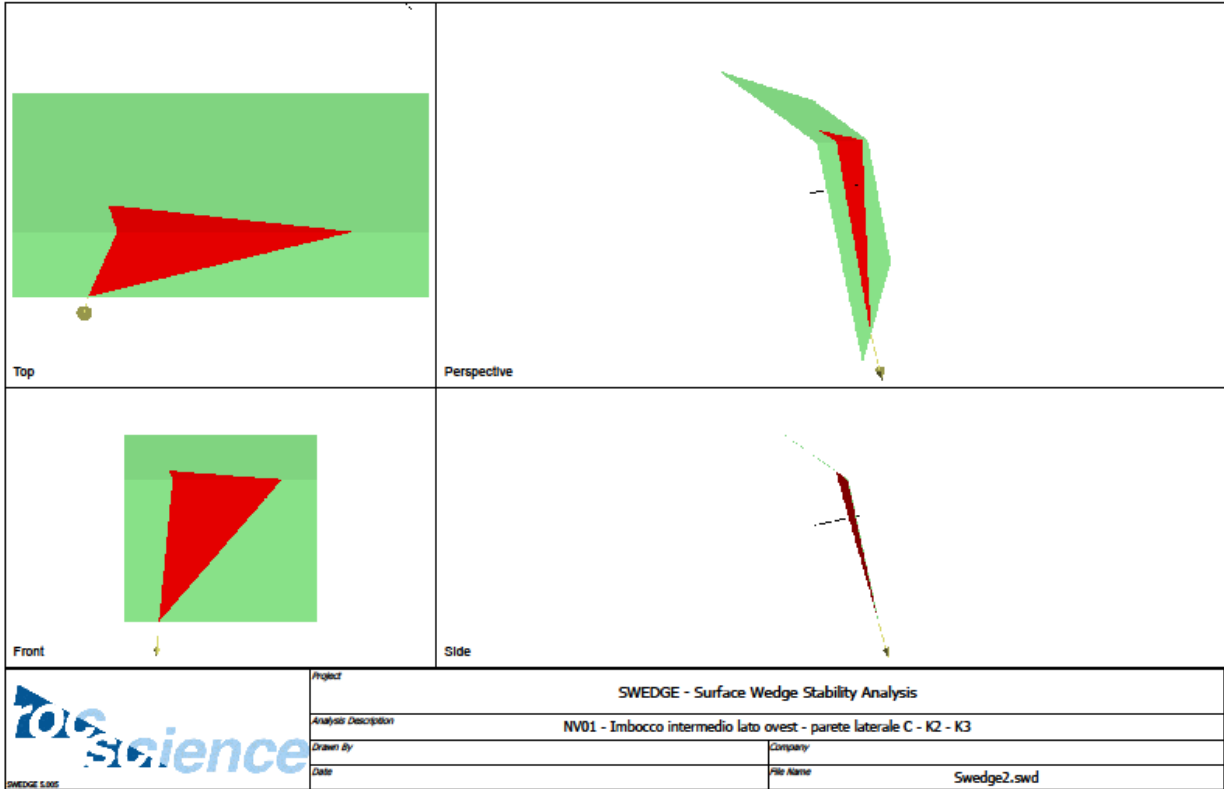 Top
Perspective
Front
Side
rocscience
SWEDGE 5.005
Project
SWEDGE - Surface Wedge Stability Analysis
Analysis Description
NV01 - Imbocco intermedio lato ovest - parete laterale C - K2 - K3
Drawn By
Company
Date
File Name
Swedge2.swd